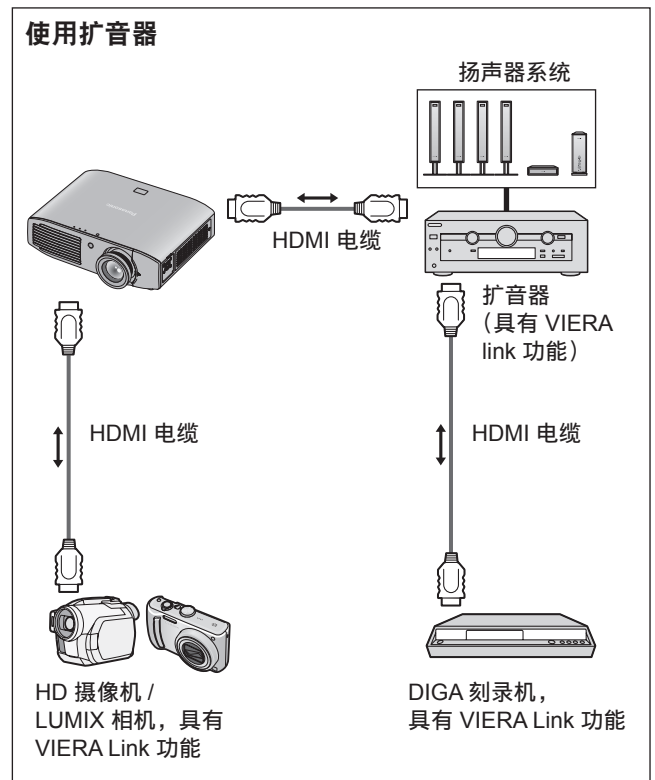 使用扩音器
扬声器系统
HDMI 电缆
扩音器
（具有 VIERA
link 功能）
HDMI 电缆
HDMI 电缆
HD 摄像机 /
LUMIX 相机，具有
VIERA Link 功能
DIGA 刻录机，
具有 VIERA Link 功能